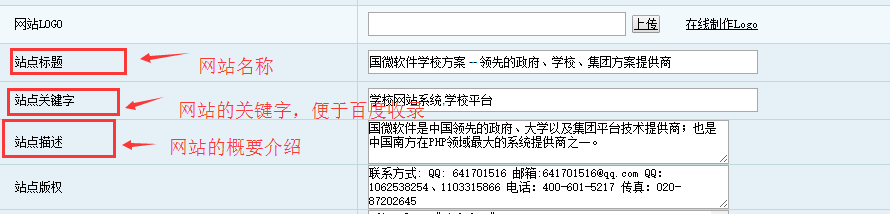 网站LOGO 上传 在线制作Logo
站点标题 网站名称 国微软件学校方案 -- 领先的政府、学校、集团方案提供商
站点关键字 网站的关键字，便于百度收录 学校网站系统,学校平台
站点描述 网站的概要介绍 国微软件是中国领先的政府、大学以及集团平台技术提供商；也是
中国南方在PHP领域最大的系统提供商之一。
站点版权 联系方式: QQ: 641701516 邮箱:641701516@qq.com QQ:
1062538254、1103315866 电话: 400-601-5217 传真: 020-
87202645